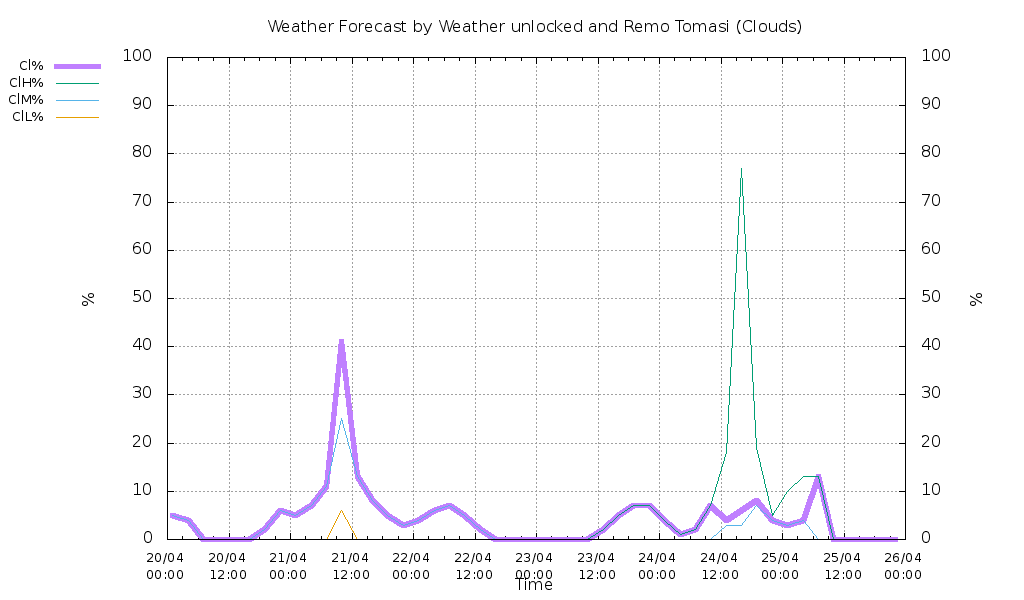 Weather Forecast by Weather unlocked and Remo Tomasi (Clouds)
Cl%
ClH%
ClM%
ClL%
100 100
90 90
80 80
70 70
60 60
50 50
% %
40 40
30 30
20 20
10 10
0 0
20/04 20/04 21/04 21/04 22/04 22/04 23/04 23/04 24/04 24/04 25/04 25/04 26/04
00:00 12:00 00:00 12:00 00:00 12:00 00:00 12:00 00:00 12:00 00:00 12:00 00:00
Time